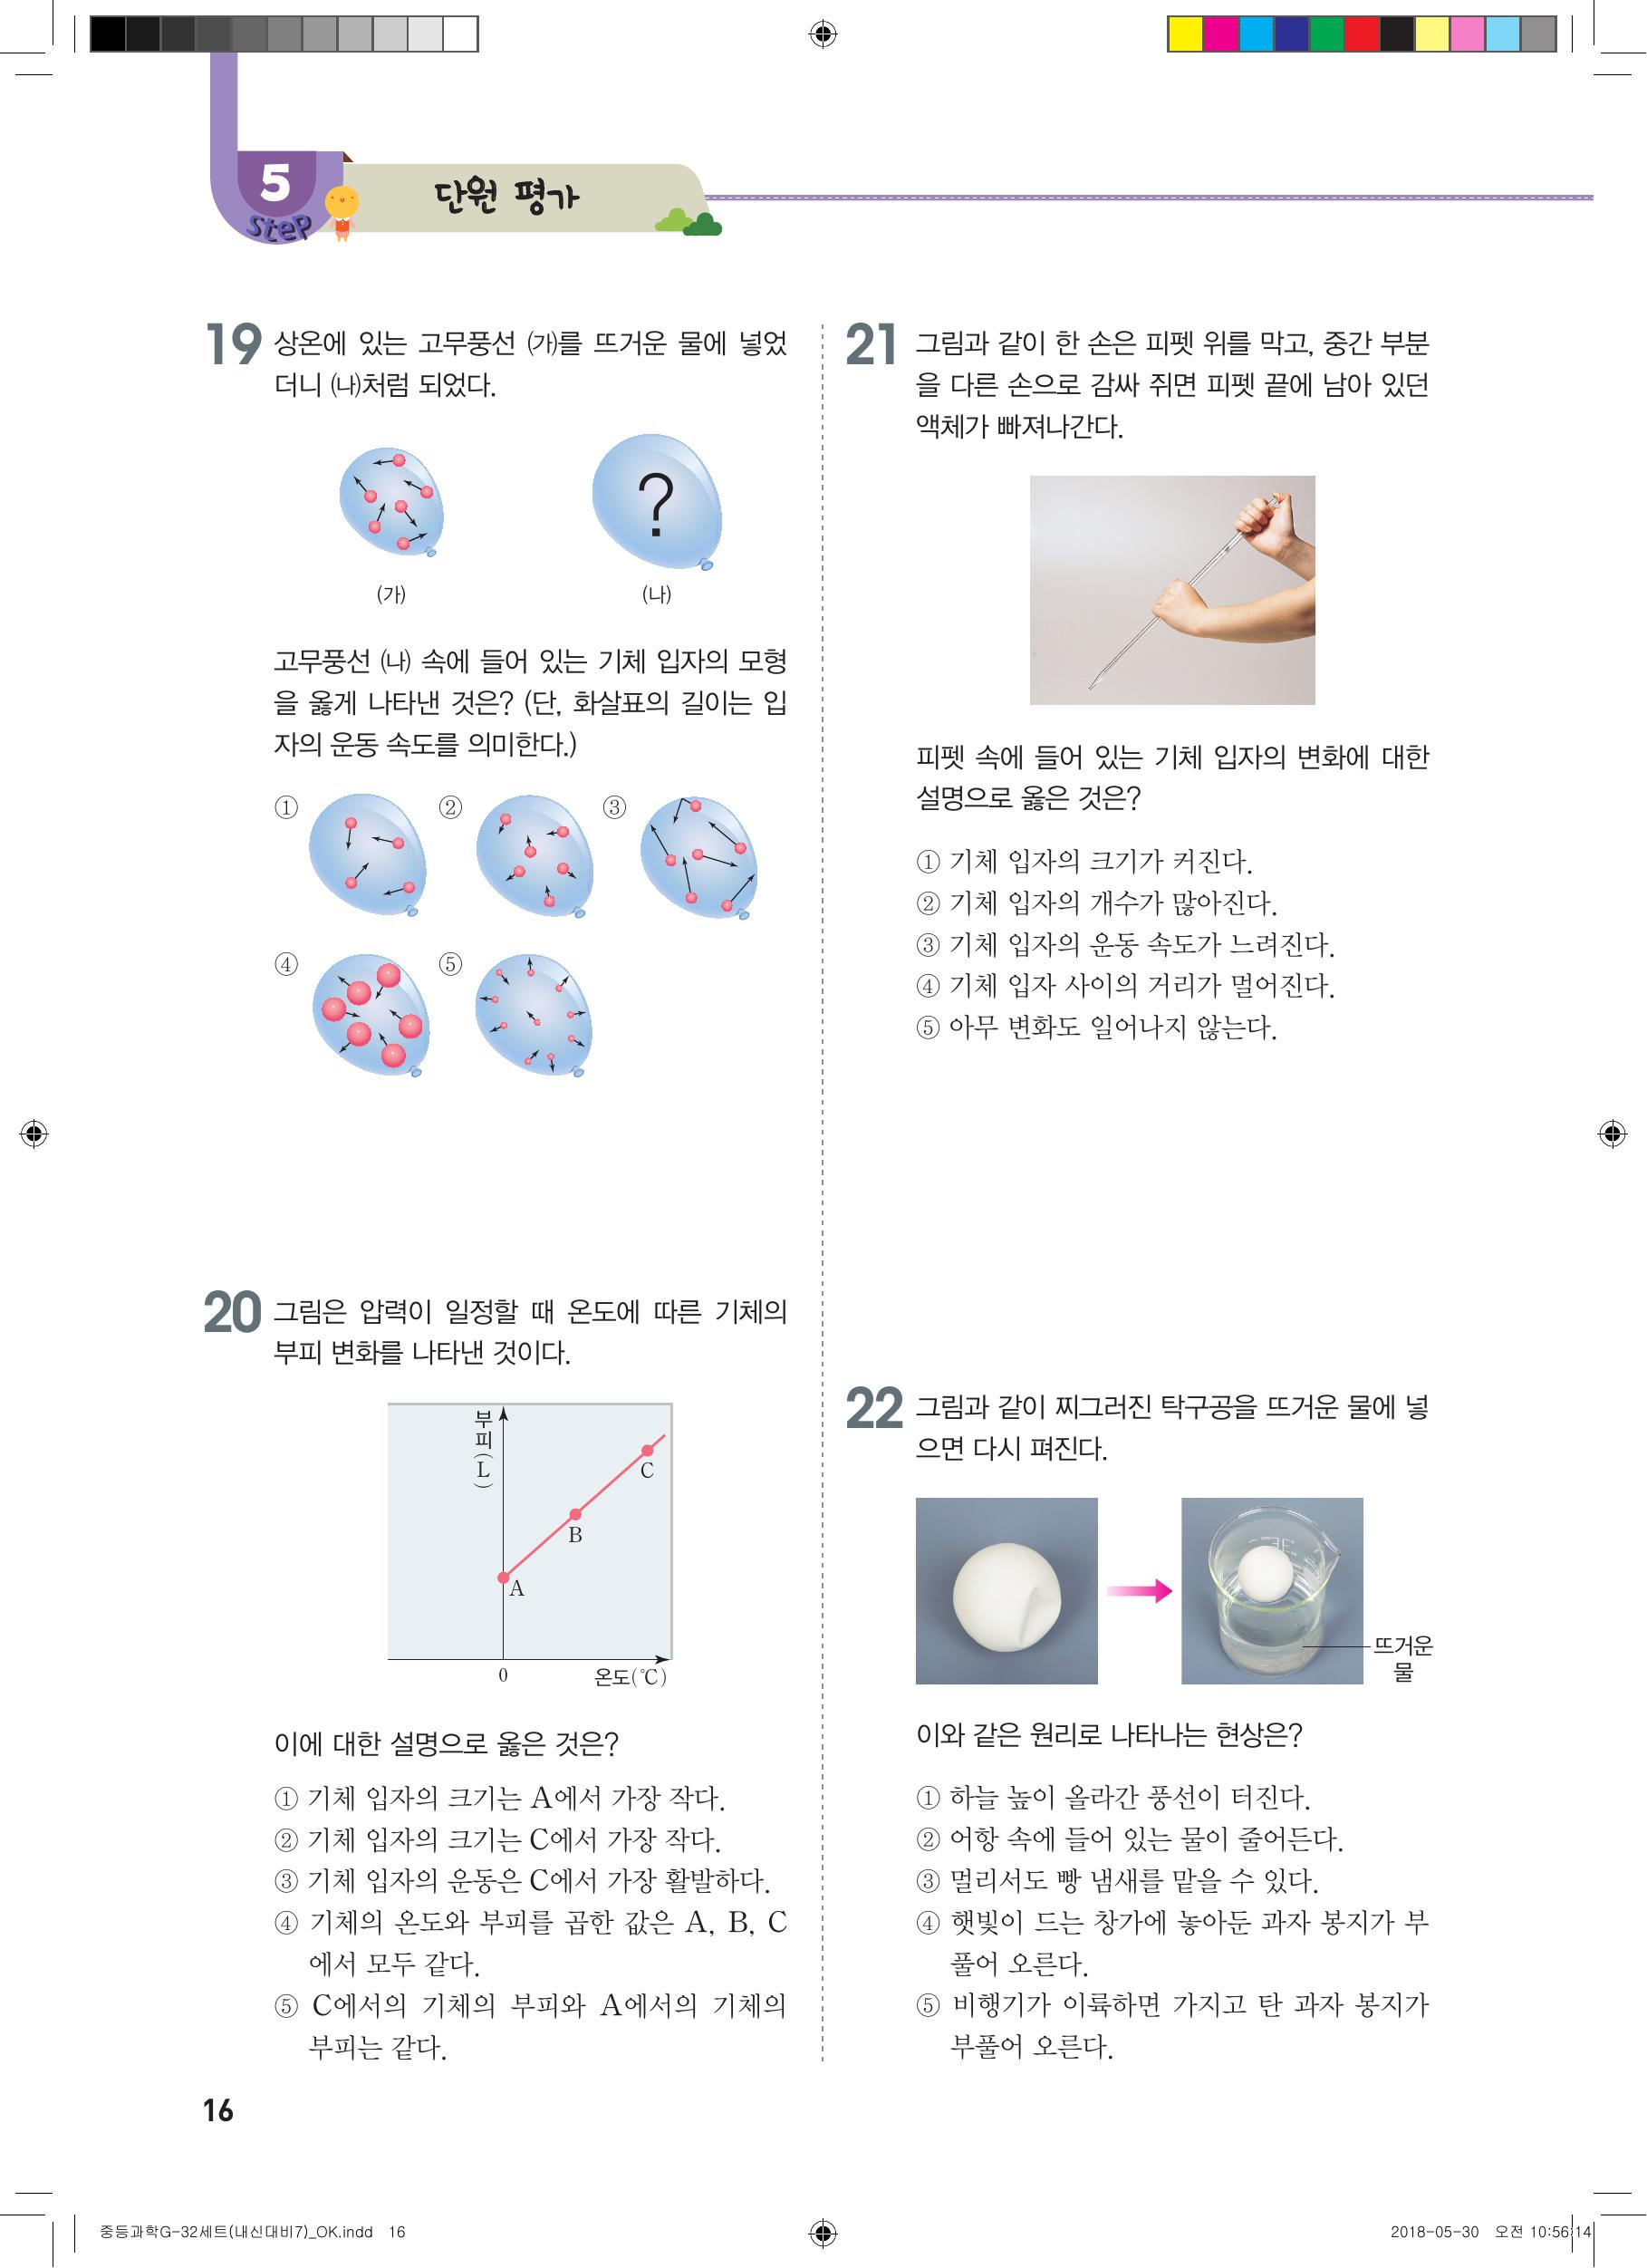 5
step
단원 평가
19 상온에 있는 고무풍선 ㈎를 뜨거운 물에 넣었
더니 ㈏처럼 되었다.
?
(가)
(나)
고무풍선 ㈏ 속에 들어 있는 기체 입자의 모형
을 옳게 나타낸 것은? (단, 화살표의 길이는 입
자의 운동 속도를 의미한다.)
① ② ③
④ ⑤
20 그림은 압력이 일정할 때 온도에 따른 기체의
부피 변화를 나타낸 것이다.
부피(L)
C
B
A
0
온도(℃)
이에 대한 설명으로 옳은 것은?
① 기체 입자의 크기는 A에서 가장 작다.
② 기체 입자의 크기는 C에서 가장 작다.
③ 기체 입자의 운동은 C에서 가장 활발하다.
④ 기체의 온도와 부피를 곱한 값은 A, B, C
에서 모두 같다.
⑤ C에서의 기체의 부피와 A에서의 기체의
부피는 같다.
21 그림과 같이 한 손은 피펫 위를 막고, 중간 부분
을 다른 손으로 감싸 쥐면 피펫 끝에 남아 있던
액체가 빠져나간다.
피펫 속에 들어 있는 기체 입자의 변화에 대한
설명으로 옳은 것은?
① 기체 입자의 크기가 커진다.
② 기체 입자의 개수가 많아진다.
③ 기체 입자의 운동 속도가 느려진다.
④ 기체 입자 사이의 거리가 멀어진다.
⑤ 아무 변화도 일어나지 않는다.
22 그림과 같이 찌그러진 탁구공을 뜨거운 물에 넣
으면 다시 펴진다.
뜨거운
물
이와 같은 원리로 나타나는 현상은?
① 하늘 높이 올라간 풍선이 터진다.
② 어항 속에 들어 있는 물이 줄어든다.
③ 멀리서도 빵 냄새를 맡을 수 있다.
④ 햇빛이 드는 창가에 놓아둔 과자 봉지가 부
풀어 오른다.
⑤ 비행기가 이륙하면 가지고 탄 과자 봉지가
부풀어 오른다.
16
중등과학G-32세트(내신대비7)_OK.indd 16
2018-05-30 오전 10:56:14